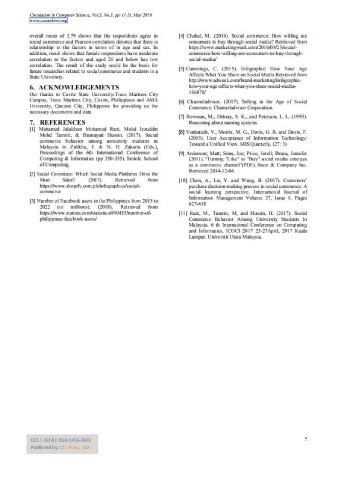 Circulation in Computer Science, Vol.3, No.5, pp: (1-5), May 2018
www.ccsarchive.org
overall mean of 3.79 shows that the respondents agree in
social commerce and Pearson correlation denotes that there is
relationship to the factors in terms of in age and sex. In
addition, result shows that female respondents have moderate
correlation to the factors and aged 20 and below has low
correlation. The result of the study could be the basis for
future researches related to social commerce and students in a
State University.
6. ACKNOWLEDGEMENTS
Our thanks to Cavite State University-Trece Martires City
Campus, Trece Martires City, Cavite, Philippines and AMA
University, Quezon City, Philippines for providing us the
necessary documents and data.
7. REFERENCES
[1] Mohamed Jalaldeen Mohamed Razi, Mohd Izzuddin
Mohd Tamrin, & Husnayati Hussin. (2017). Social
commerce behavior among university students in
Malaysia in Zulikha, J. & N. H. Zakaria (Eds.),
Proceedings of the 6th International Conference of
Computing & Informatics (pp 350-355). Sintok: School
of Computing.
[2] Social Commerce: Which Social Media Platforms Drive the
Most Sales? (2017). Retrieved from
https://www.shopify.com.ph/infographics/social-
commerce
[3] Number of Facebook users in the Philippines from 2015 to
2022 (in millions), (2018), Retrieved from
https://www.statista.com/statistics/490455/number-of-
philippines-facebook-users/
[4] Chahal, M. (2016). Social commerce: How willing are
consumers to buy through social media? Retrieved from
https://www.marketingweek.com/2016/03/23/social-
commerce-how-willing-are-consumers-to-buy-through-
social-media/
[5] Cummings, C. (2015), Infographic: How Your Age
Affects What You Share on Social Media Retrieved from
http://www.adweek.com/brand-marketing/infographic-
how-your-age-affects-what-you-share-social-media-
[6] Channeladvisor, (2017), Selling in the Age of Social
Commerce, ChannelAdvisor Corporation.
[7] Bowman, M., Debray, S. K., and Peterson, L. L. (1993).
Reasoning about naming systems
[8] Venkatesh, V., Morris, M. G., Davis, G. B. and Davis, F.
(2003), User Acceptance of Information Technology:
Toward a Unified View. MIS Quarterly, (27: 3)
[9] Anderson; Matt; Sims, Joe; Price, Jerell; Brusa, Jennifer
(2011), "Turning "Like" to "Buy" social media emerges
as a commerce channel"(PDF). Booz & Company Inc.
Retrieved 2014-12-04.
[10] Chen, A., Lu, Y. and Wang, B. (2017). Customers'
purchase decision-making process in social commerce: A
social learning perspective. International Journal of
Information Management Volume 37, Issue 6, Pages
627-638
[11] Razi, M., Tamrin, M, and Husnin, H. (2017). Social
Commerce Behavior Among University Students In
Malaysia. 6 th International Conference on Computing
and Informatics, ICOCI 2017 25-27April, 2017 Kuala
Lumpur. Universiti Utara Malaysia.
CCS | 2018 | ISSN 2456-3692
Published by: CSL Press, USA
5